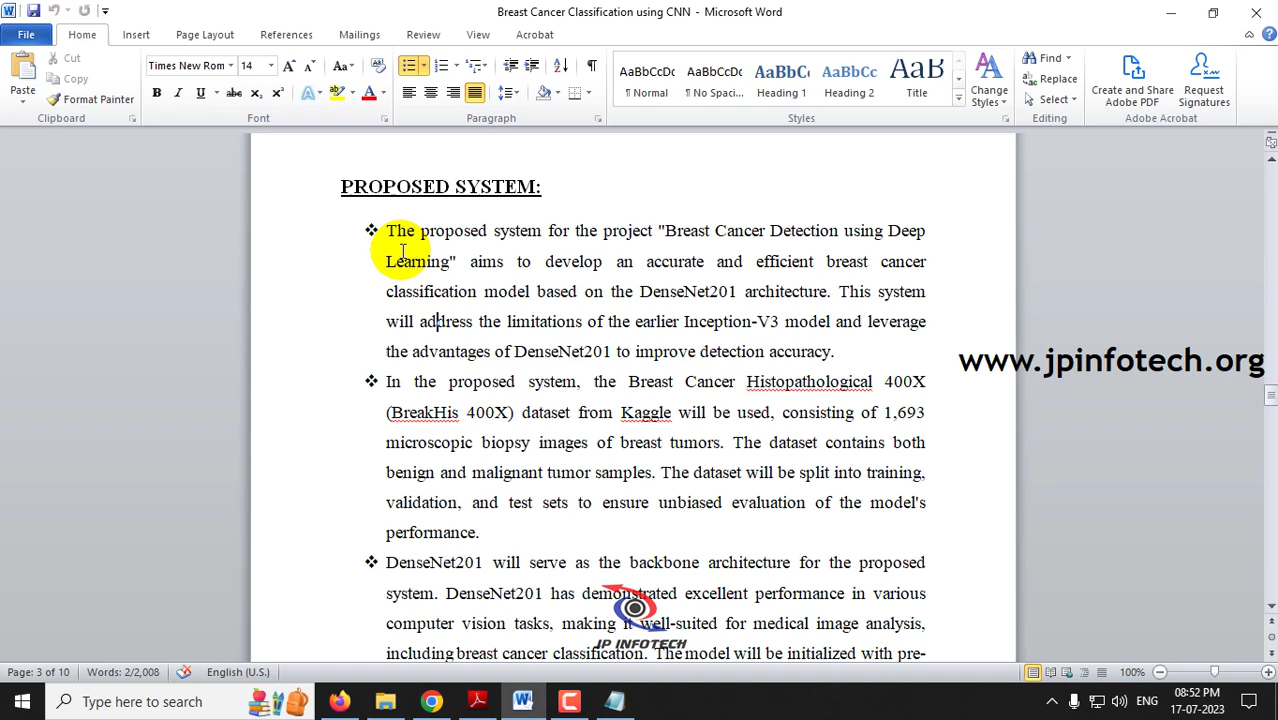 Breast Cancer Classification using CNN - Microsoft Word
File Home Insert Page Layout References Mailings Review View Acrobat
Paste Cut Copy Format Painter Clipboard
Times New Rom 14 Font
Paragraph
AaBbCcDc AaBbCcDc AaBbCc AaBbCc AaB
¶ Normal ¶ No Spaci... Heading 1 Heading 2 Title Change Styles Styles
Find Replace Select Editing
Create and Share Adobe PDF Request Signatures Adobe Acrobat
PROPOSED SYSTEM:
❖ The proposed system for the project "Breast Cancer Detection using Deep
Learning" aims to develop an accurate and efficient breast cancer
classification model based on the DenseNet201 architecture. This system
will address the limitations of the earlier Inception-V3 model and leverage
the advantages of DenseNet201 to improve detection accuracy.
www.jpinfotech.org
❖ In the proposed system, the Breast Cancer Histopathological 400X
(BreakHis 400X) dataset from Kaggle will be used, consisting of 1,693
microscopic biopsy images of breast tumors. The dataset contains both
benign and malignant tumor samples. The dataset will be split into training,
validation, and test sets to ensure unbiased evaluation of the model's
performance.
❖ DenseNet201 will serve as the backbone architecture for the proposed
system. DenseNet201 has demonstrated excellent performance in various
computer vision tasks, making it well-suited for medical image analysis,
JP INFOTECH
including breast cancer classification. The model will be initialized with pre-
Page: 3 of 10 Words: 2/2,008 English (U.S.) 100%
Type here to search ENG 08:52 PM
17-07-2023